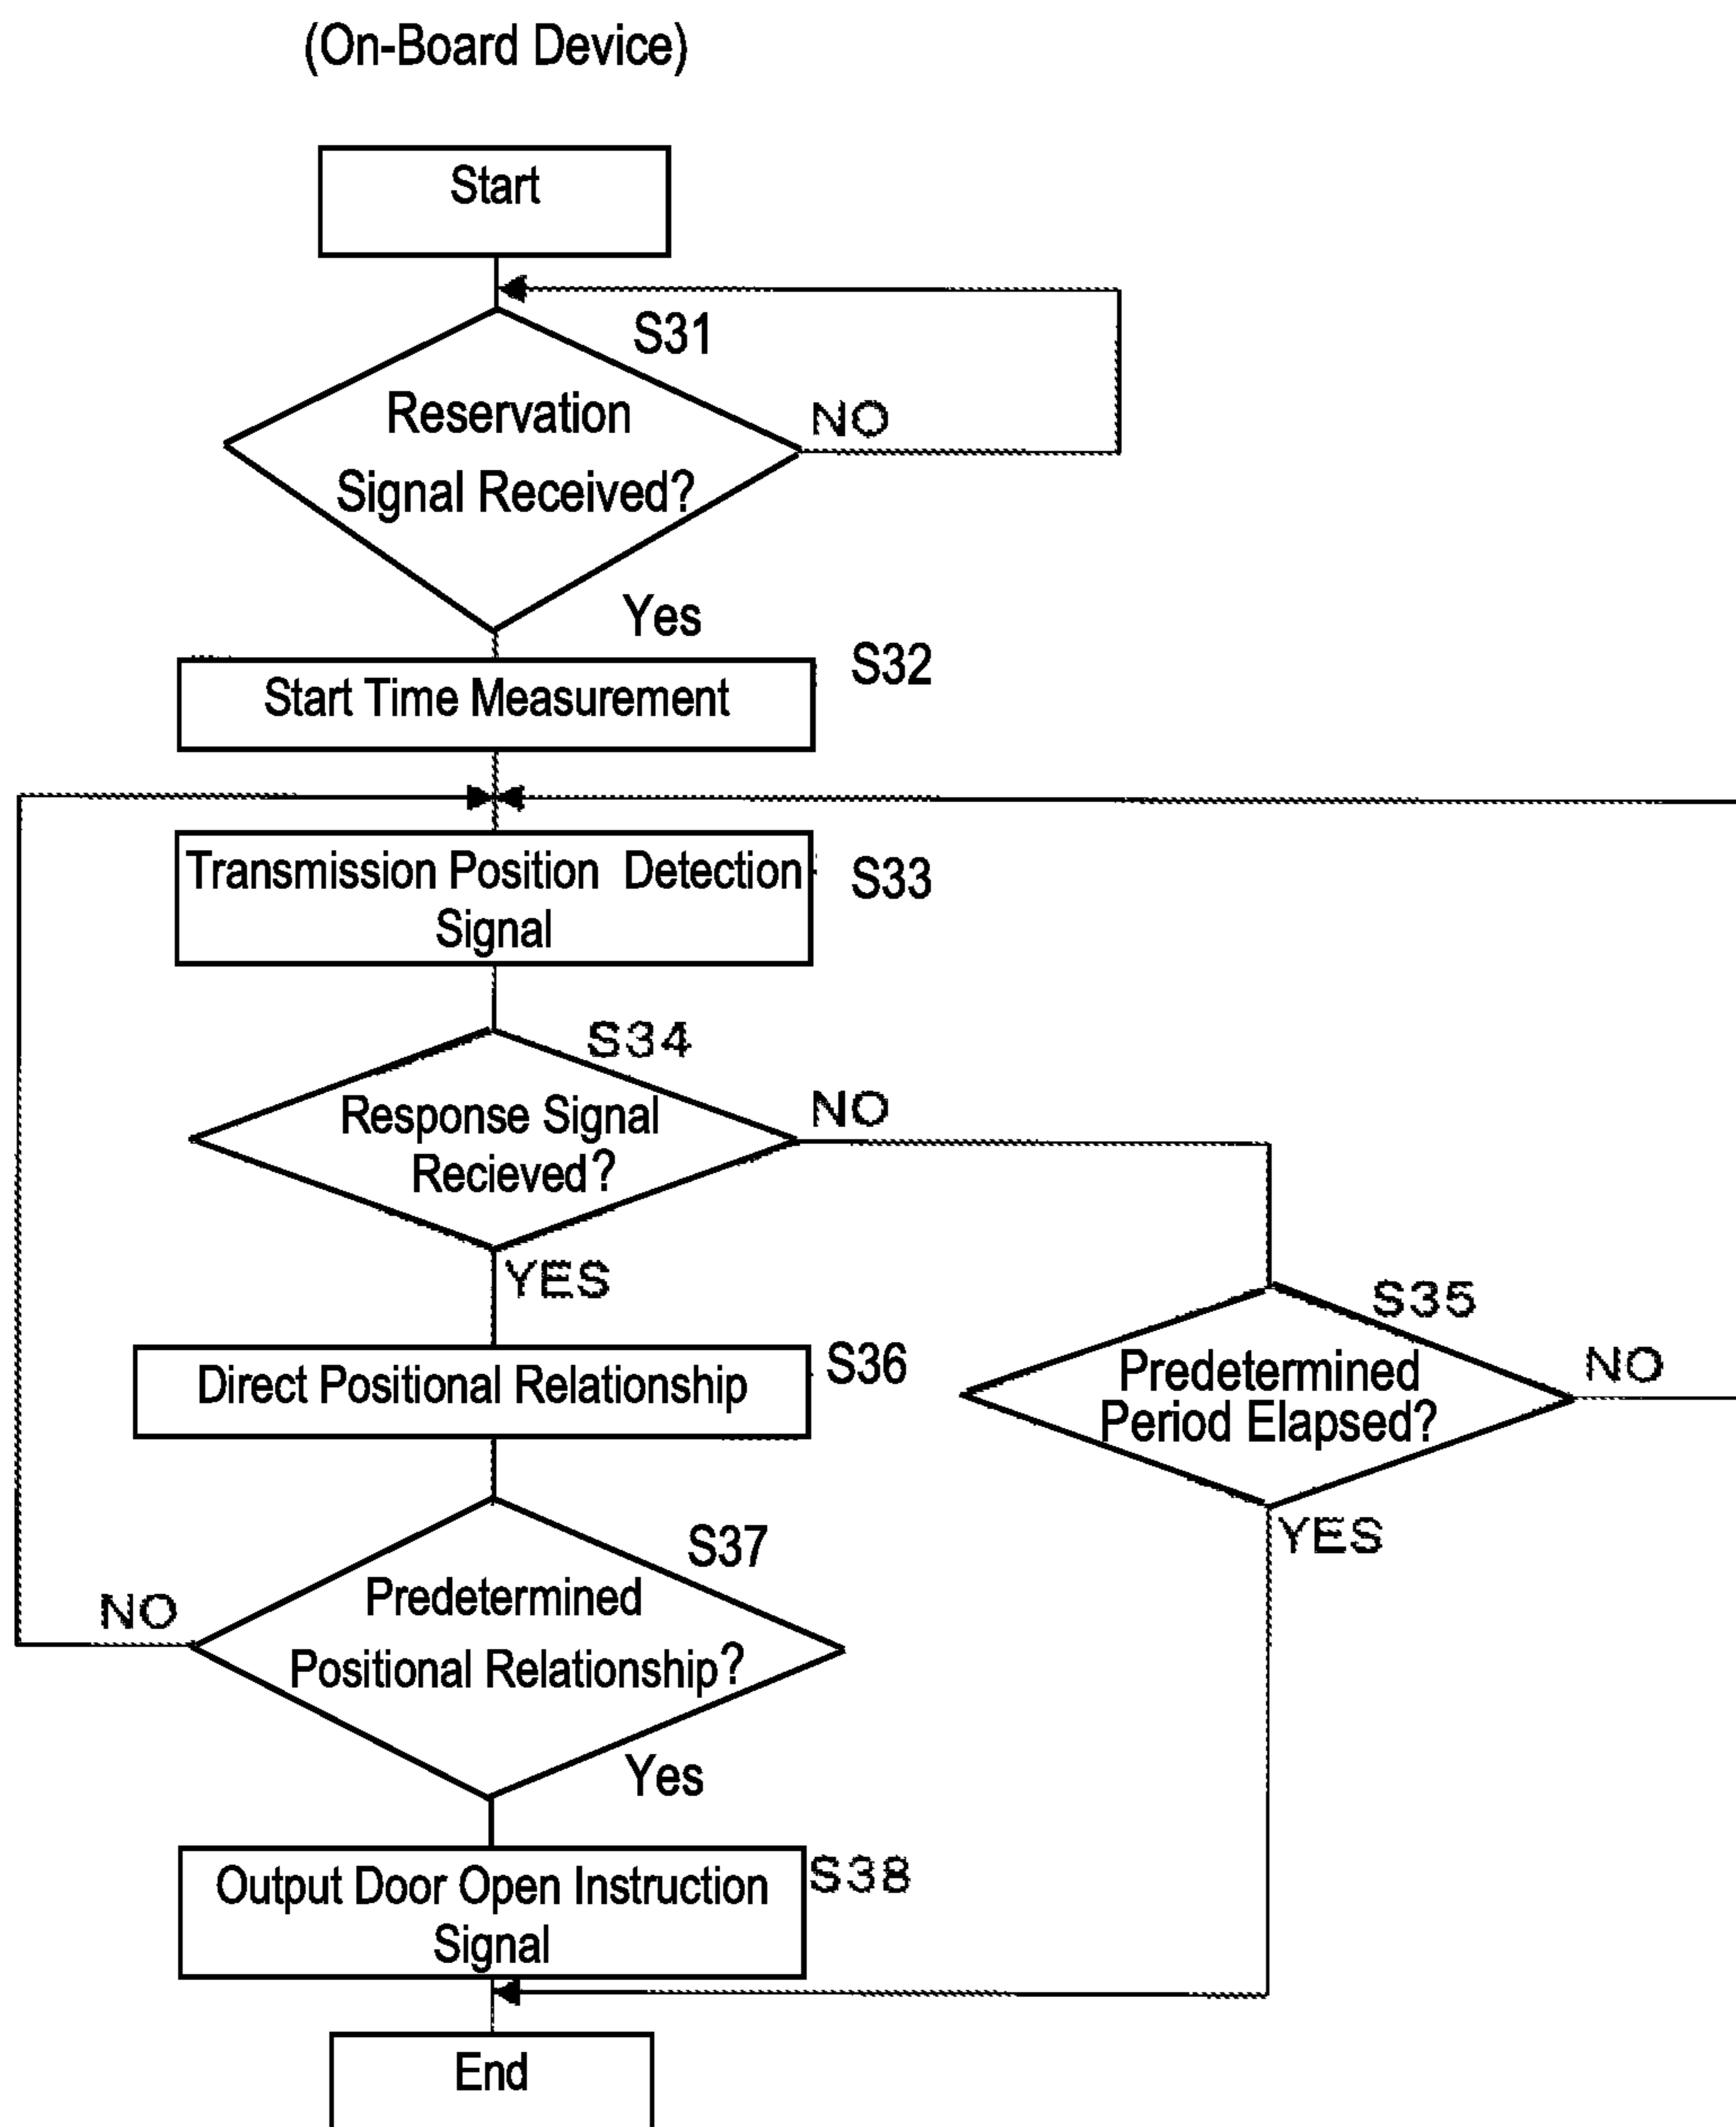 (On-Board Device)
Start
S31
Reservation
Signal Received?
NO
Yes
Start Time Measurement
S32
Transmission Position Detection
Signal
S33
S34
Response Signal
Recieved?
NO
YES
S35
Predetermined
Period Elapsed?
NO
YES
Direct Positional Relationship
S36
S37
Predetermined
Positional Relationship?
NO
Yes
Output Door Open Instruction
Signal
S38
End